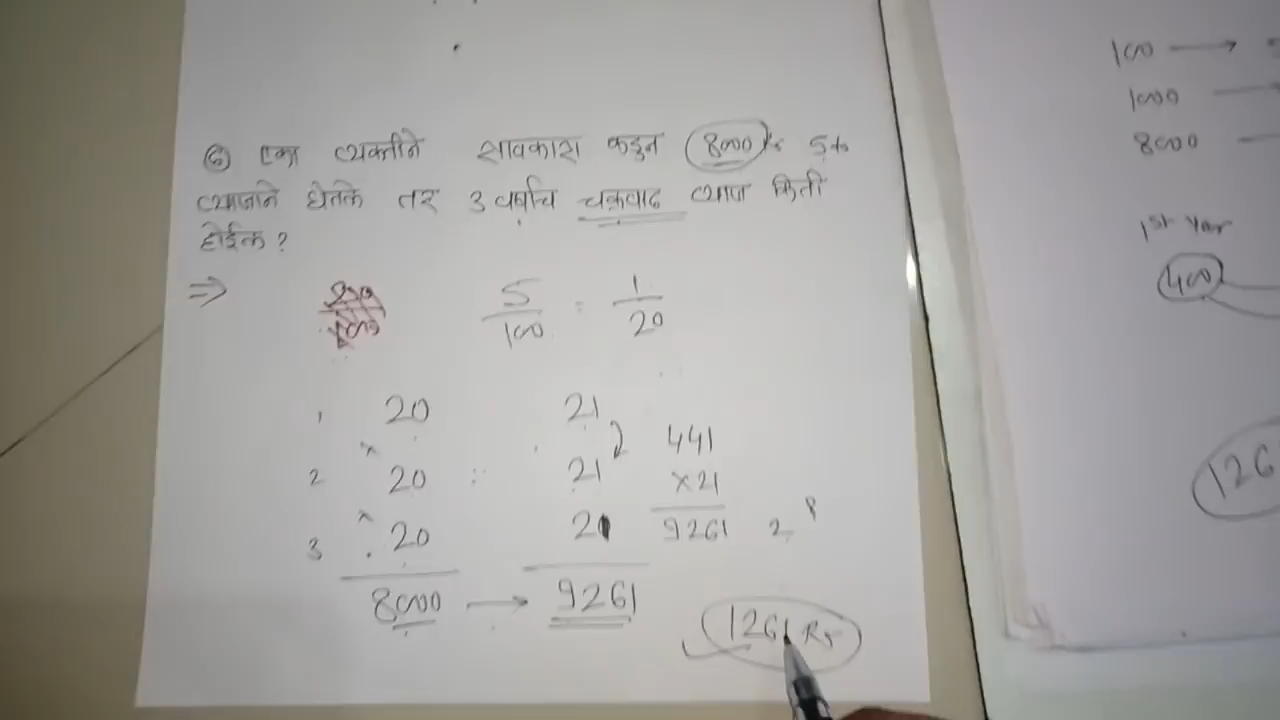 ⑥ एका व्यक्तीने सावकारा कडुन 8000 Rs 5%
व्याजाने घेतले तर 3 वर्षाचे चक्रवाढ व्याज किती
होईल?
⇒ 5/100 = 1/20
1 20 21
× 441
2 20 :: 21 ×21
× 9261
3 20 21
8000 → 9261
1261 Rs
100 →
1000
8000
1st Year
400
126